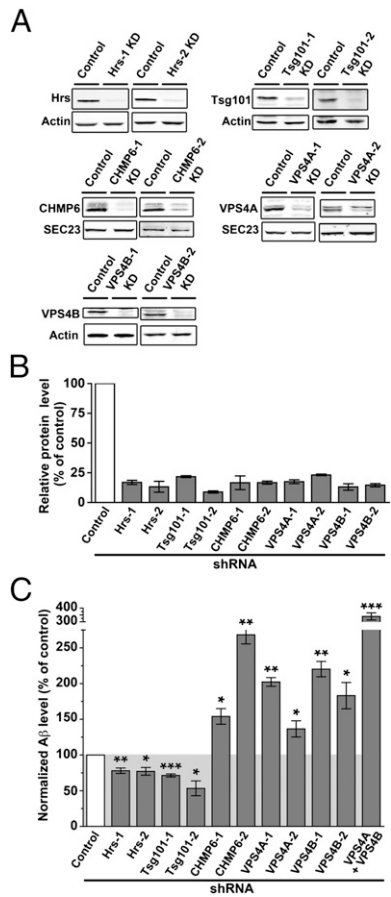 A
Control Hrs-1 KD Control Hrs-2 KD
Hrs
Actin
Control Tsg101-1 KD Control Tsg101-2 KD
Tsg101
Actin
Control CHMP6-1 KD Control CHMP6-2 KD
CHMP6
SEC23
Control VPS4A-1 KD Control VPS4A-2 KD
VPS4A
SEC23
Control VPS4B-1 KD Control VPS4B-2 KD
VPS4B
Actin
B
Relative protein level
(% of control)
100
75
50
25
0
Control Hrs-1 Hrs-2 Tsg101-1 Tsg101-2 CHMP6-1 CHMP6-2 VPS4A-1 VPS4A-2 VPS4B-1 VPS4B-2
shRNA
C
Normalized Aβ level (% of control)
400
300
250
200
150
100
50
0
** * *** * * ** ** * ** * ***
Control Hrs-1 Hrs-2 Tsg101-1 Tsg101-2 CHMP6-1 CHMP6-2 VPS4A-1 VPS4A-2 VPS4B-1 VPS4B-2 VPS4A + VPS4B
shRNA